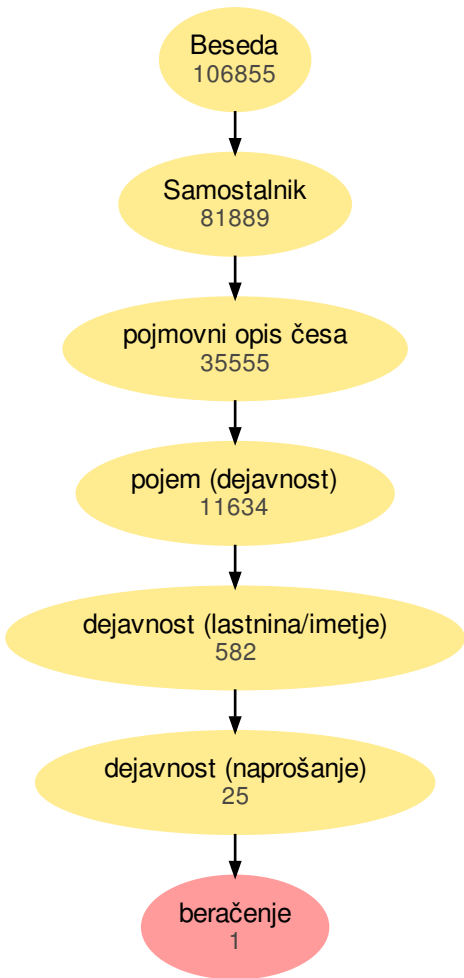 Beseda
106855
Samostalnik
81889
pojmovni opis česa
35555
pojem (dejavnost)
11634
dejavnost (lastnina/imetje)
582
dejavnost (naprošanje)
25
beračenje
1